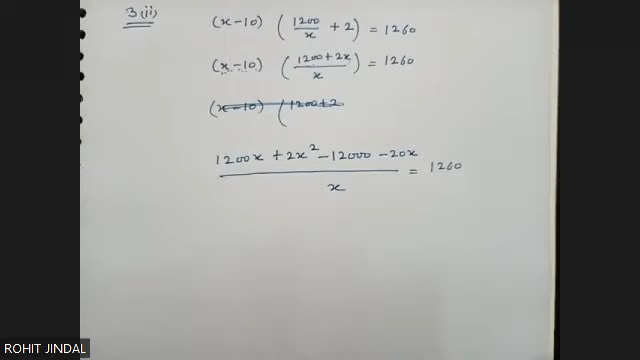 3(ii)
(x-10) (1200/x + 2) = 1260
(x-10) (1200+2x/x) = 1260
(x-10) (1200+2
1200x + 2x² - 12000 - 20x / x = 1260
ROHIT JINDAL